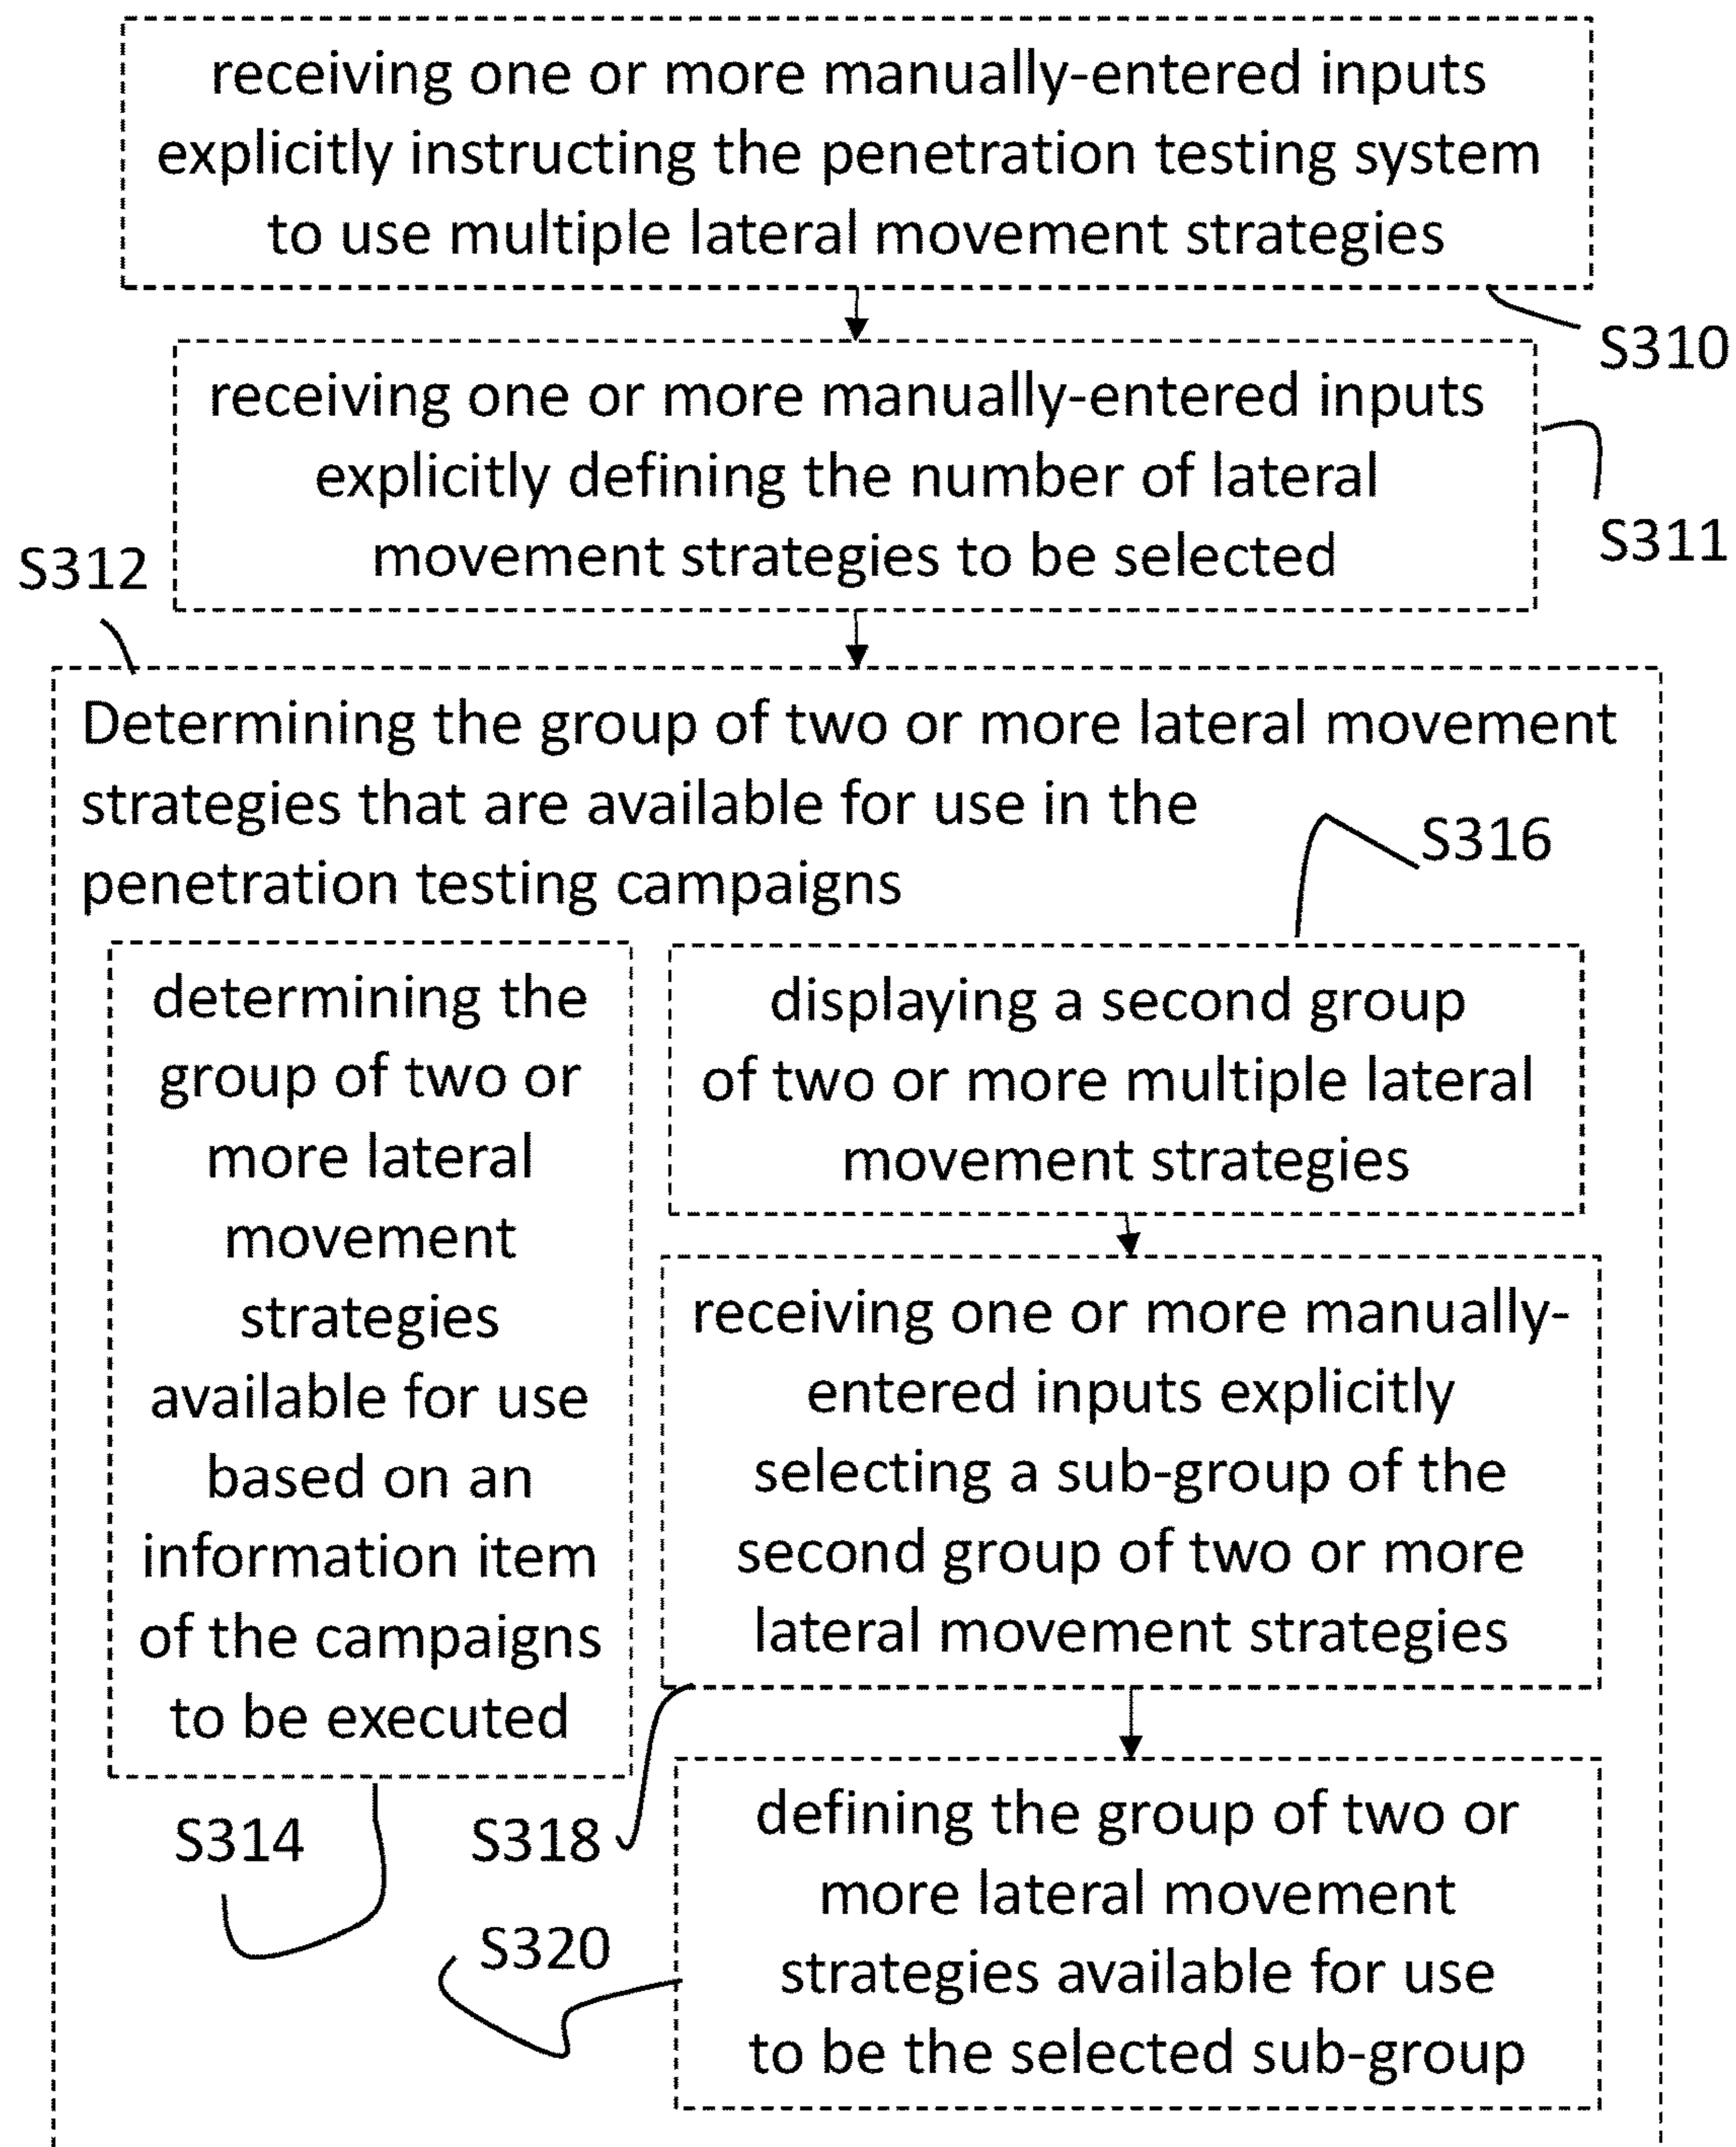 receiving one or more manually-entered inputs
explicitly instructing the penetration testing system
to use multiple lateral movement strategies
S310
receiving one or more manually-entered inputs
explicitly defining the number of lateral
movement strategies to be selected
S311
S312
Determining the group of two or more lateral movement
strategies that are available for use in the
penetration testing campaigns
S316
determining the
group of two or
more lateral
movement
strategies
available for use
based on an
information item
of the campaigns
to be executed
S314
displaying a second group
of two or more multiple lateral
movement strategies
receiving one or more manually-
entered inputs explicitly
selecting a sub-group of the
second group of two or more
lateral movement strategies
S318
defining the group of two or
more lateral movement
strategies available for use
to be the selected sub-group
S320